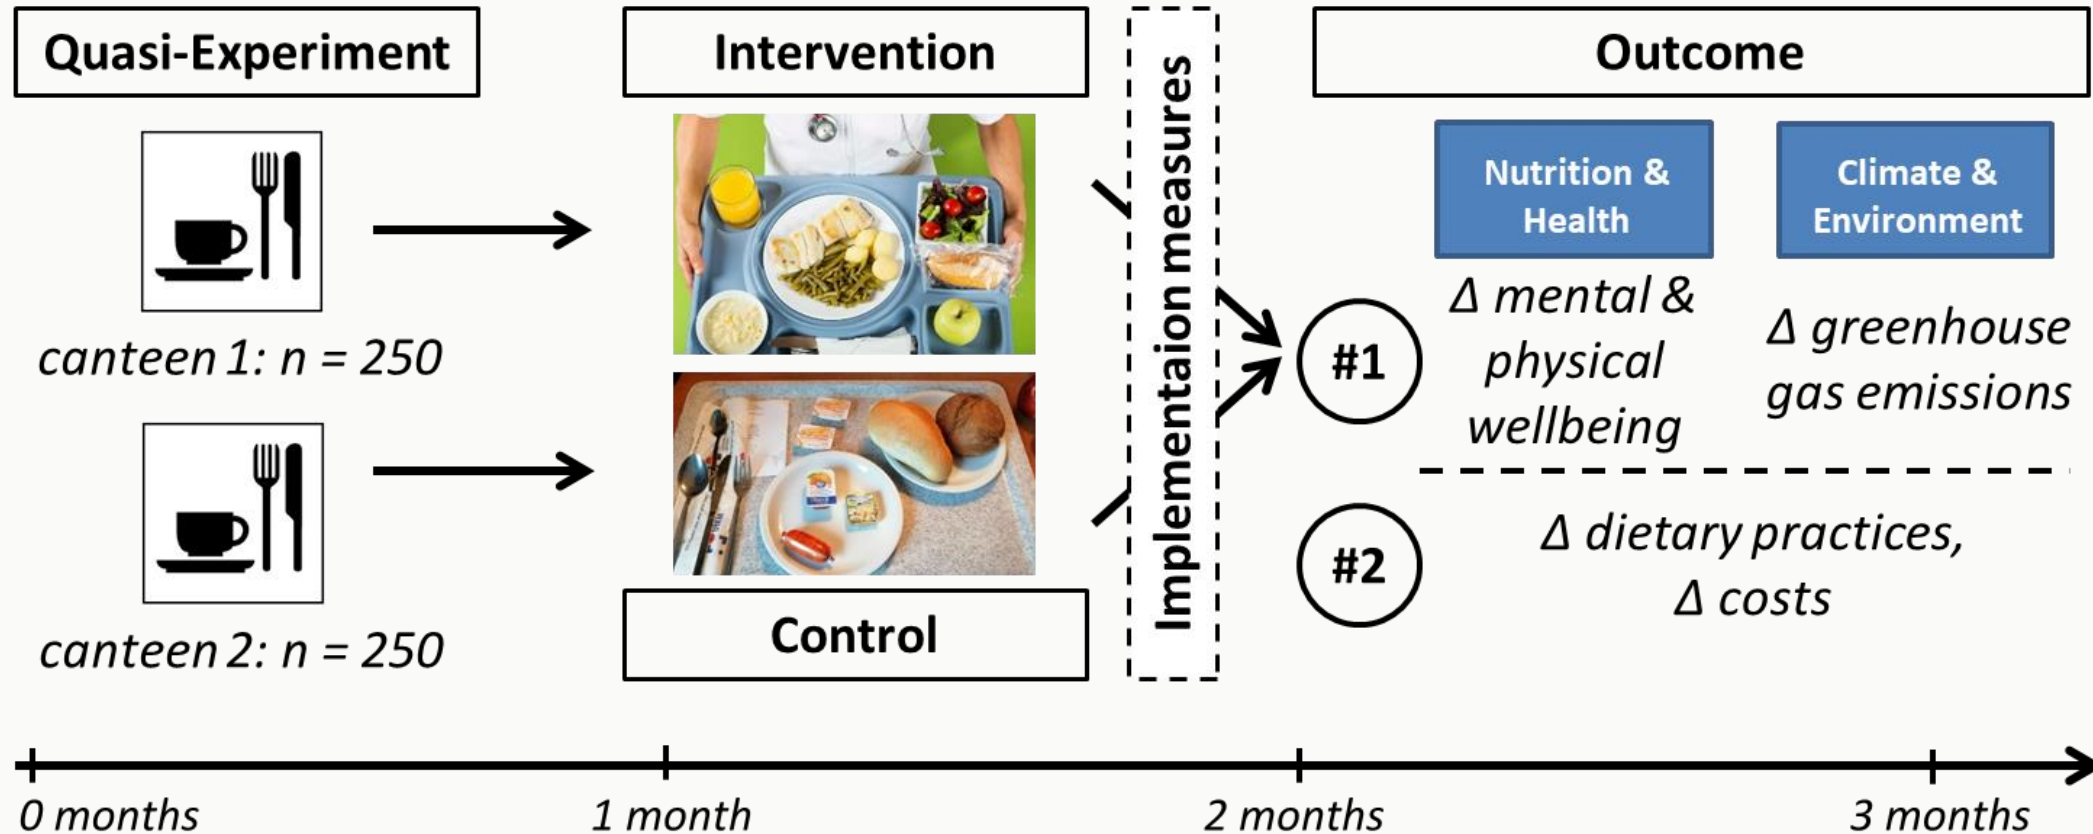 Quasi-Experiment
canteen 1: n = 250
canteen 2: n = 250
Intervention
Control
Implementaion measures
Outcome
Nutrition &
Health
Climate &
Environment
#1
Δ mental &
physical
wellbeing
Δ greenhouse
gas emissions
#2
Δ dietary practices,
Δ costs
0 months
1 month
2 months
3 months